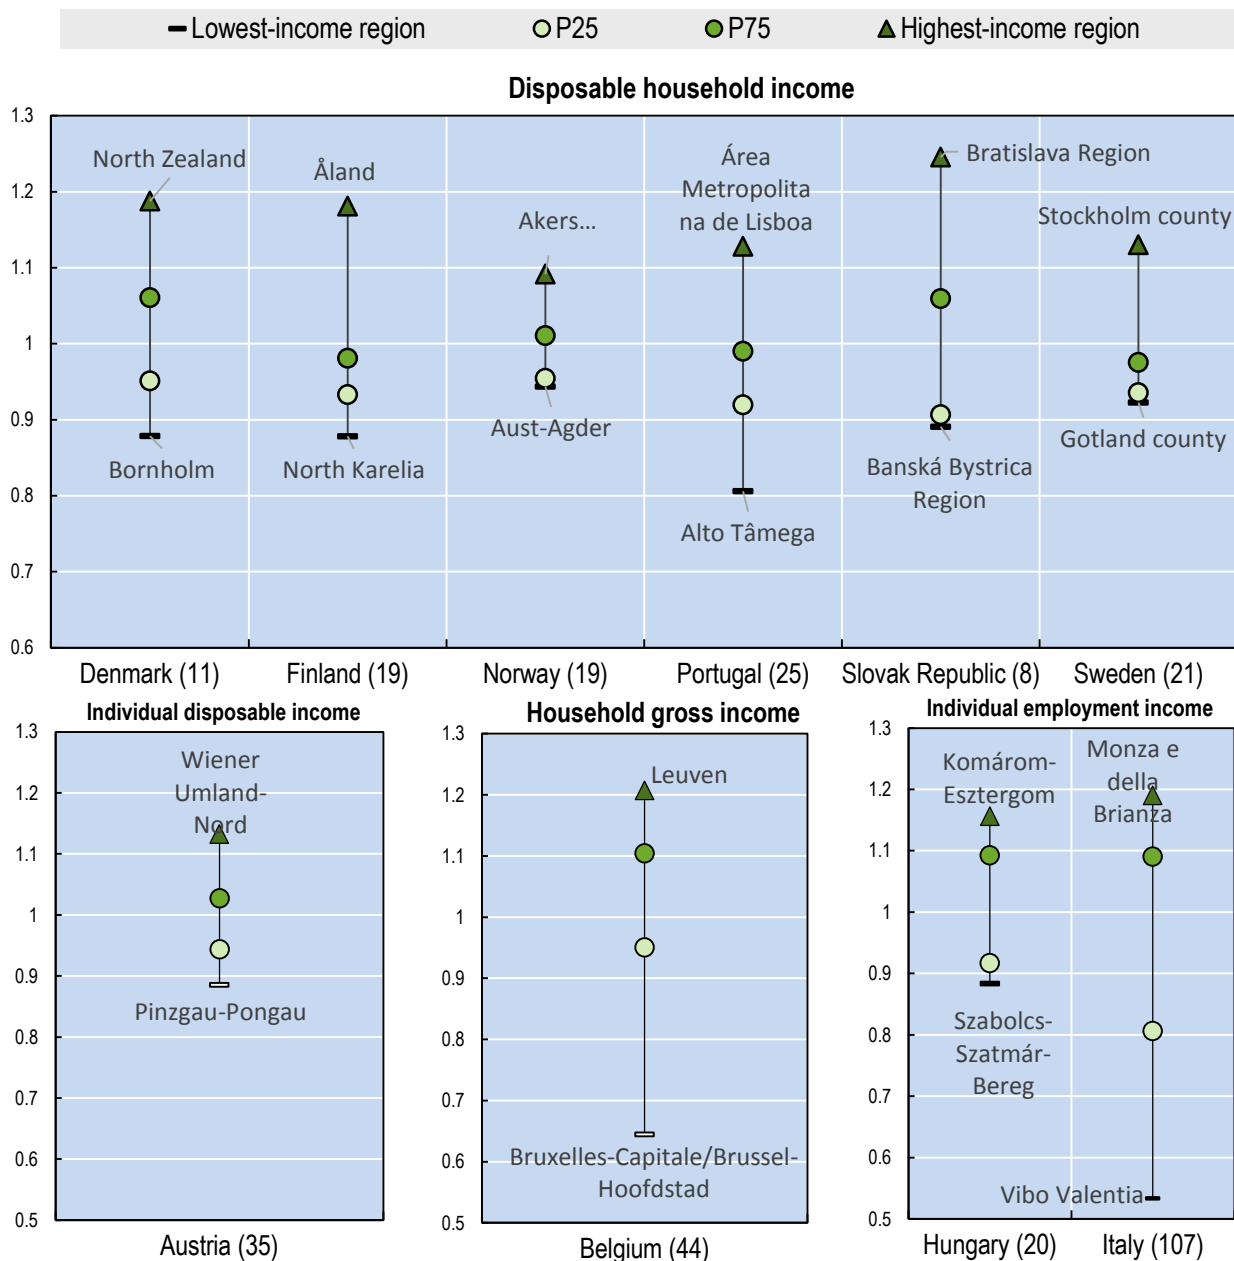 Lowest-income region P25 P75 Highest-income region
Disposable household income
1.3
1.2
1.1
1
0.9
0.8
0.7
0.6
North Zealand
Bornholm
Åland
North Karelia
Akers...
Aust-Agder
Área
Metropolita
na de Lisboa
Alto Tâmega
Bratislava Region
Banská Bystrica
Region
Stockholm county
Gotland county
Denmark (11) Finland (19) Norway (19) Portugal (25) Slovak Republic (8) Sweden (21)
Individual disposable income
1.3
1.2
1.1
1
0.9
0.8
0.7
0.6
0.5
Wiener
Umland-
Nord
Pinzgau-Pongau
Austria (35)
Household gross income
1.3
1.2
1.1
1
0.9
0.8
0.7
0.6
0.5
Leuven
Bruxelles-Capitale/Brussel-
Hoofdstad
Belgium (44)
Individual employment income
1.3
1.2
1.1
1
0.9
0.8
0.7
0.6
0.5
Komárom-
Esztergom
Szabolcs-
Szatmár-
Bereg
Monza e
della
Brianza
Vibo Valentia
Hungary (20) Italy (107)